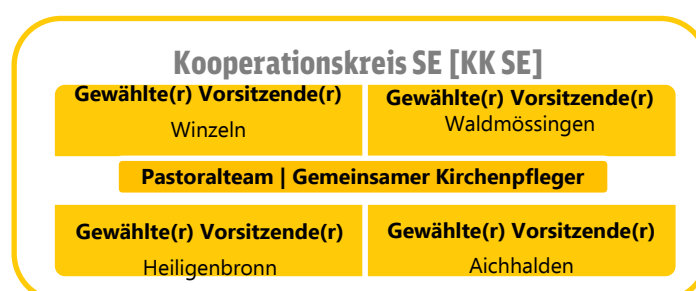 Kooperationskreis SE [KK SE]
Gewählte(r) Vorsitzende(r)
Winzeln
Gewählte(r) Vorsitzende(r)
Waldmössingen
Pastoralteam | Gemeinsamer Kirchenpfleger
Gewählte(r) Vorsitzende(r)
Heiligenbronn
Gewählte(r) Vorsitzende(r)
Aichhalden